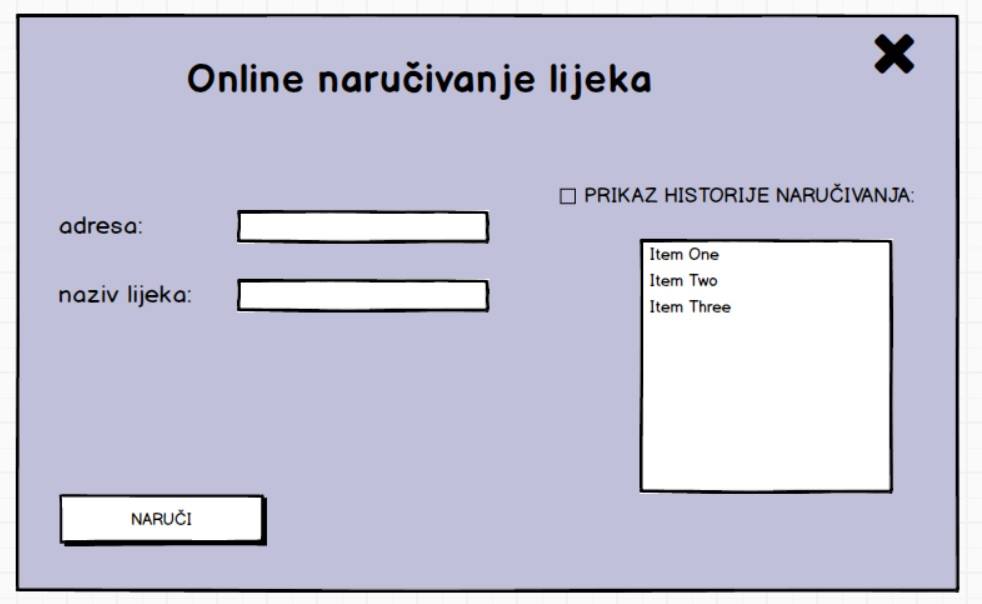 Online naručivanje lijeka
adresa:
naziv lijeka:
NARUČI
PRIKAZ HISTORIJE NARUČIVANJA:
Item One
Item Two
Item Three